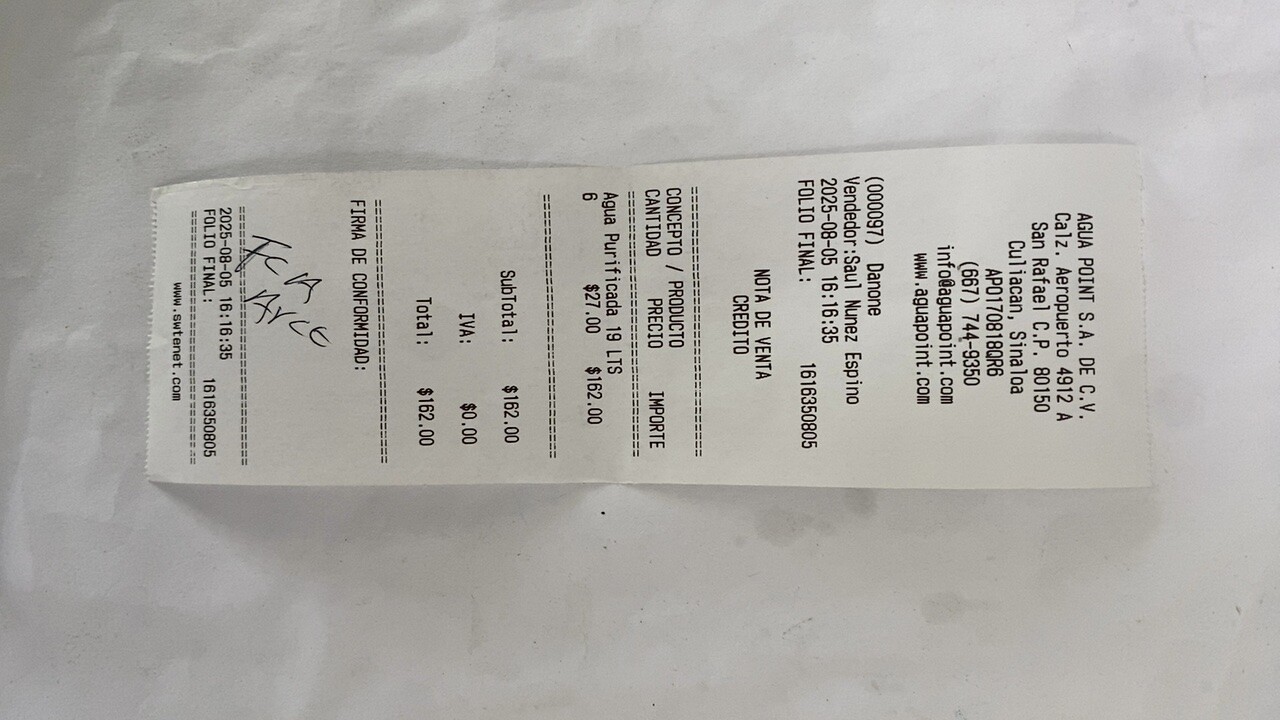 AGUA POINT S.A. DE C.V.
Calz. Aeropuerto 4912 A
San Rafael C.P. 80150
Culiacan, Sinaloa
APO170818QR6
(667) 744-9350
info@aguapoint.com
www.aguapoint.com
(000097) Danone
Vendedor:Saul Nunez Espino
2025-08-05 16:16:35
FOLIO FINAL: 1616350805
NOTA DE VENTA
CREDITO
CONCEPTO / PRODUCTO
CANTIDAD PRECIO IMPORTE
Agua Purificada 19 LTS
6 $27.00 $162.00
SubTotal: $162.00
IVA: $0.00
Total: $162.00
FIRMA DE CONFORMIDAD:
2025-08-05 16:16:35
FOLIO FINAL: 1616350805
www.swtenet.com